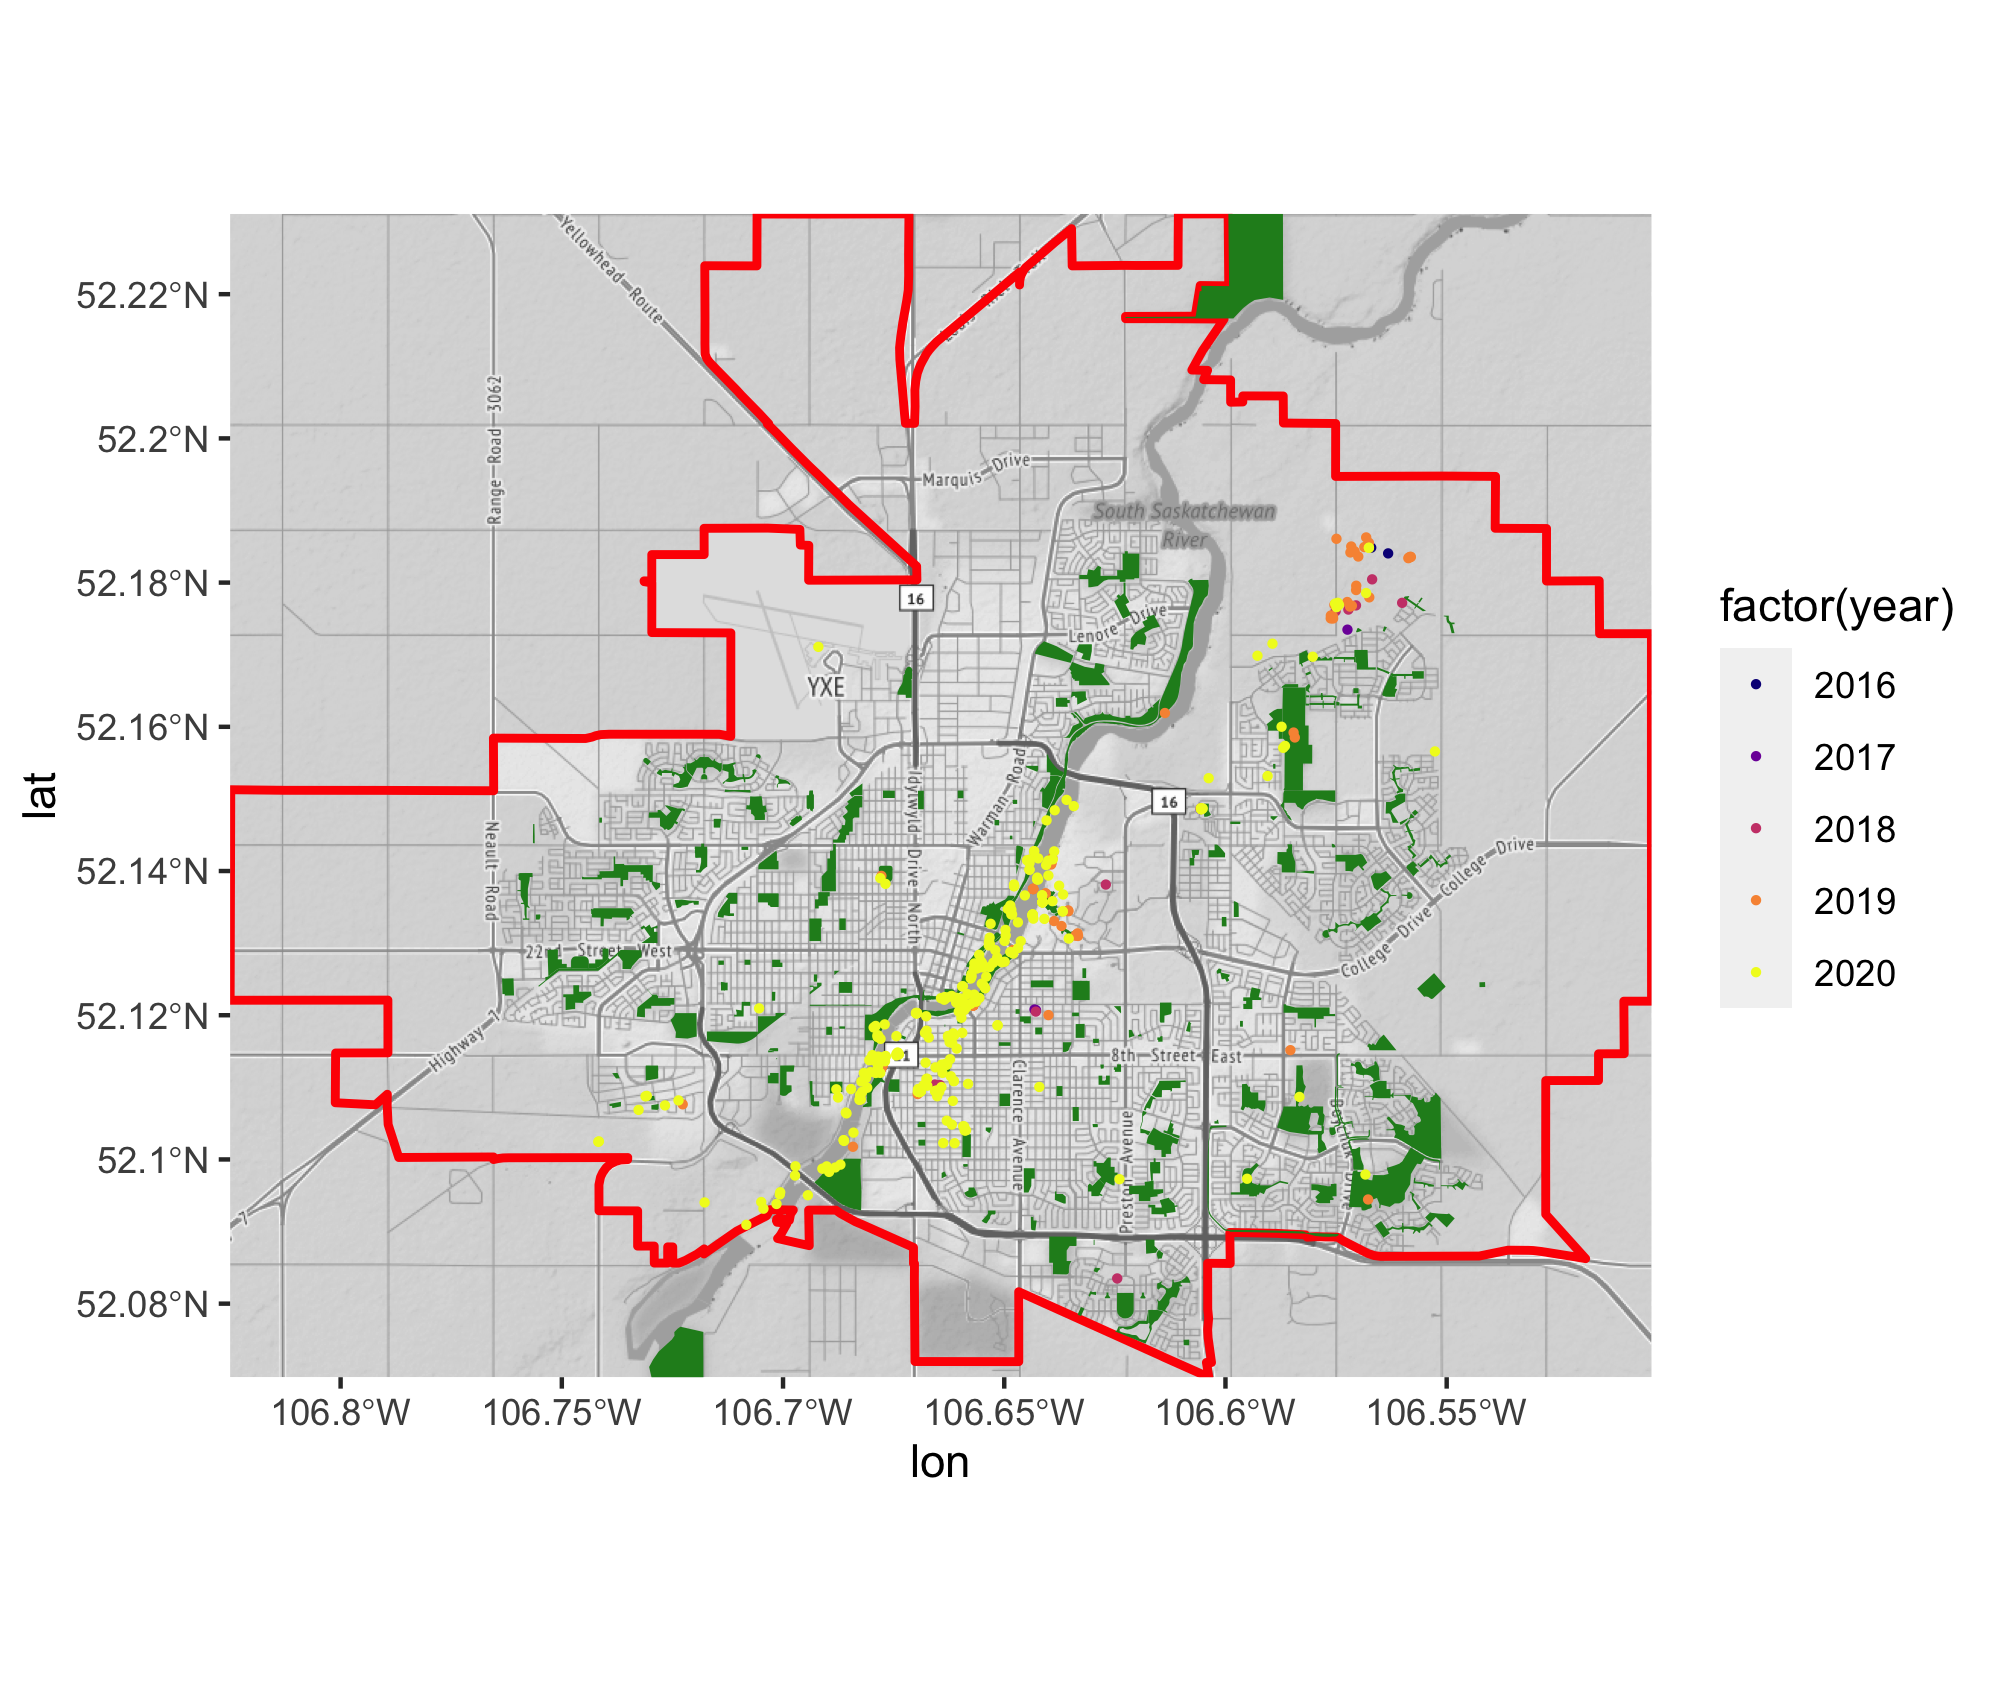 Yellowhead Route
52.22°N
Range Road 3062
52.2°N
Marquis Drive
South Saskatchewan
River
52.18°N
16
Lenore Drive
YXE
52.16°N
Warman Road
Idylwyld Drive North
16
Neault Road
52.14°N
College Drive
College Drive
22nd Street West
52.12°N
Highway 7
8th Street East
Clarence Avenue
Preston Avenue
Boychuk Drive
52.1°N
7
52.08°N
lat
106.8°W 106.75°W 106.7°W 106.65°W 106.6°W 106.55°W
lon
factor(year)
2016
2017
2018
2019
2020